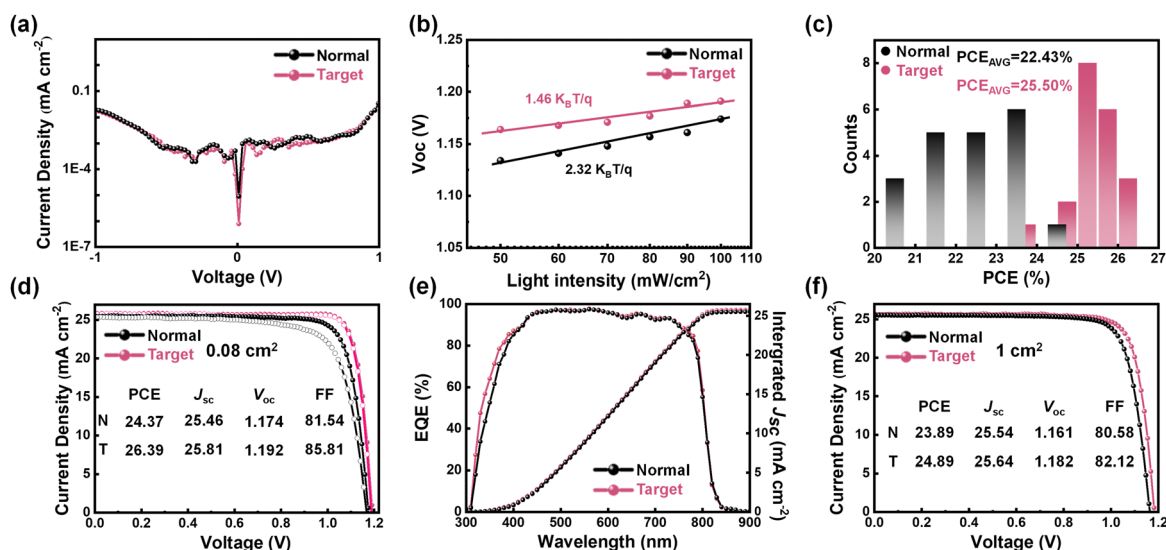 (a)
Current Density (mA cm⁻²)
0.1
1E-4
1E-7
-1
0
1
Voltage (V)
Normal
Target
(b)
Voc (V)
1.25
1.20
1.15
1.10
1.05
50
60
70
80
90
100
110
Light intensity (mW/cm²)
Normal
Target
1.46 KBT/q
2.32 KBT/q
(c)
Counts
8
6
4
2
0
20
21
22
23
24
25
26
27
PCE (%)
Normal
PCEAVG=22.43%
Target
PCEAVG=25.50%
(d)
Current Density (mA cm⁻²)
25
20
15
10
5
0
0.0
0.2
0.4
0.6
0.8
1.0
1.2
Voltage (V)
Normal
Target
0.08 cm²
PCE Jsc Voc FF
N 24.37 25.46 1.174 81.54
T 26.39 25.81 1.192 85.81
(e)
EQE (%)
100
80
60
40
20
0
300
400
500
600
700
800
900
Wavelength (nm)
Intergrated Jsc (mA cm⁻²)
25
20
15
10
5
0
Normal
Target
(f)
Current Density (mA cm⁻²)
25
20
15
10
5
0
0.0
0.2
0.4
0.6
0.8
1.0
1.2
Voltage (V)
Normal
Target
1 cm²
PCE Jsc Voc FF
N 23.89 25.54 1.161 80.58
T 24.89 25.64 1.182 82.12